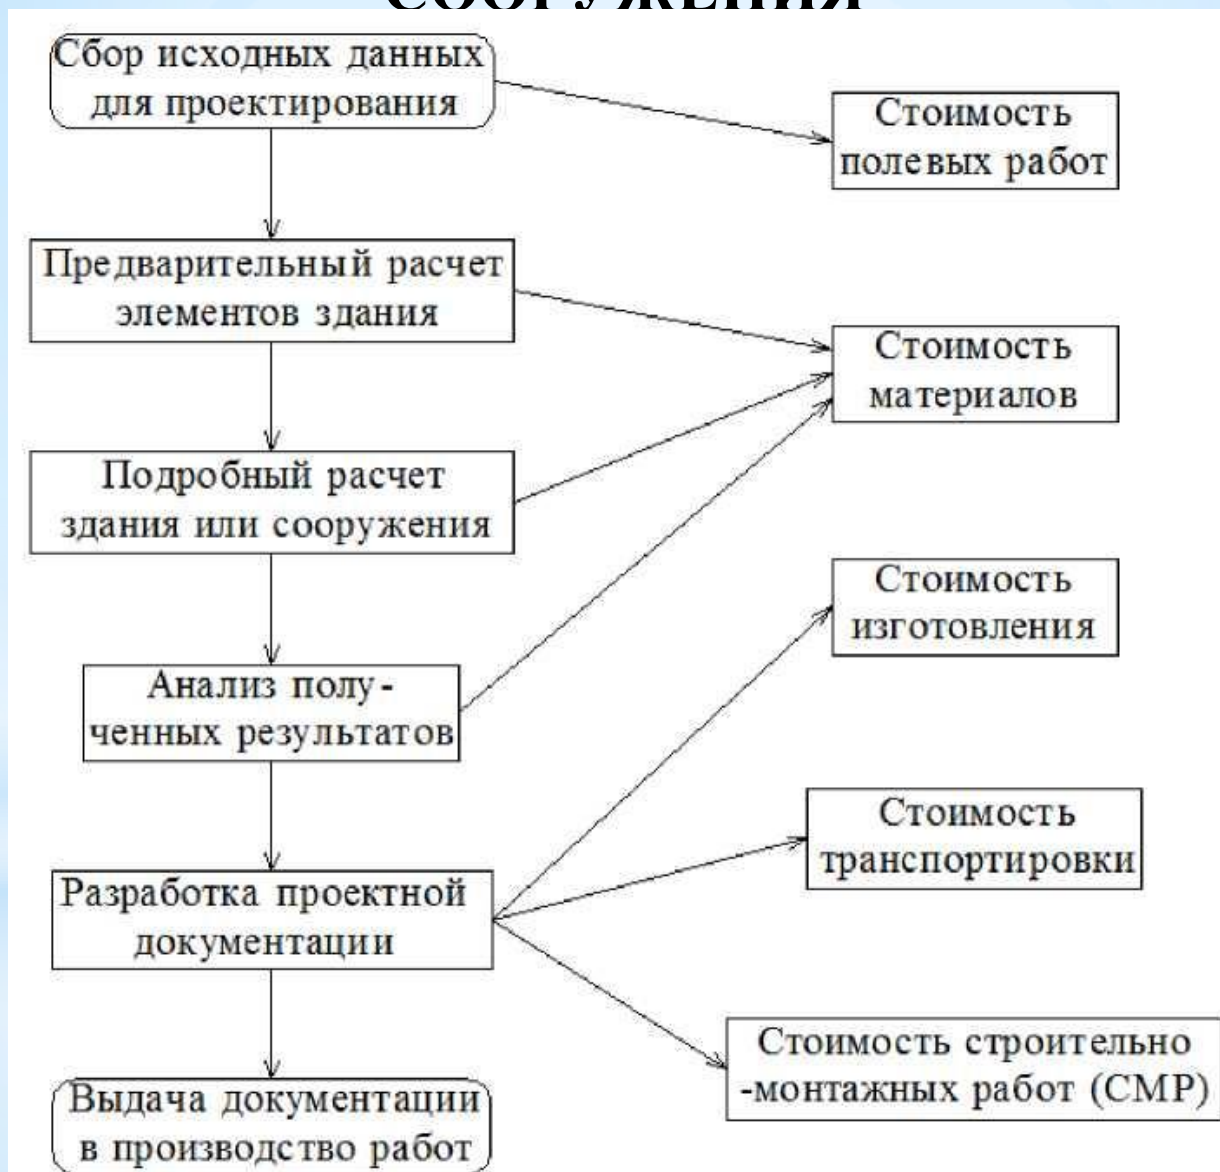 СООРУЖЕНИЯ
Сбор исходных данных
для проектирования
Стоимость
полевых работ
Предварительный расчет
элементов здания
Стоимость
материалов
Подробный расчет
здания или сооружения
Стоимость
изготовления
Анализ полу-
ченных результатов
Стоимость
транспортировки
Разработка проектной
документации
Стоимость строительно
-монтажных работ (СМР)
Выдача документации
в производство работ